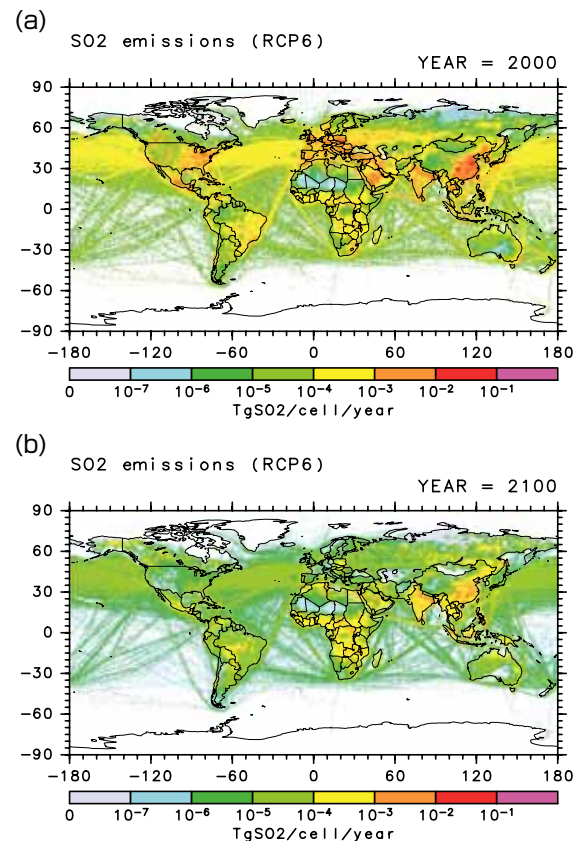 (a)
SO2 emissions (RCP6)
YEAR = 2000
90
60
30
0
−30
−60
−90
−180 −120 −60 0 60 120 180
0 10⁻⁷ 10⁻⁶ 10⁻⁵ 10⁻⁴ 10⁻³ 10⁻² 10⁻¹
TgSO2/cell/year
(b)
SO2 emissions (RCP6)
YEAR = 2100
90
60
30
0
−30
−60
−90
−180 −120 −60 0 60 120 180
0 10⁻⁷ 10⁻⁶ 10⁻⁵ 10⁻⁴ 10⁻³ 10⁻² 10⁻¹
TgSO2/cell/year